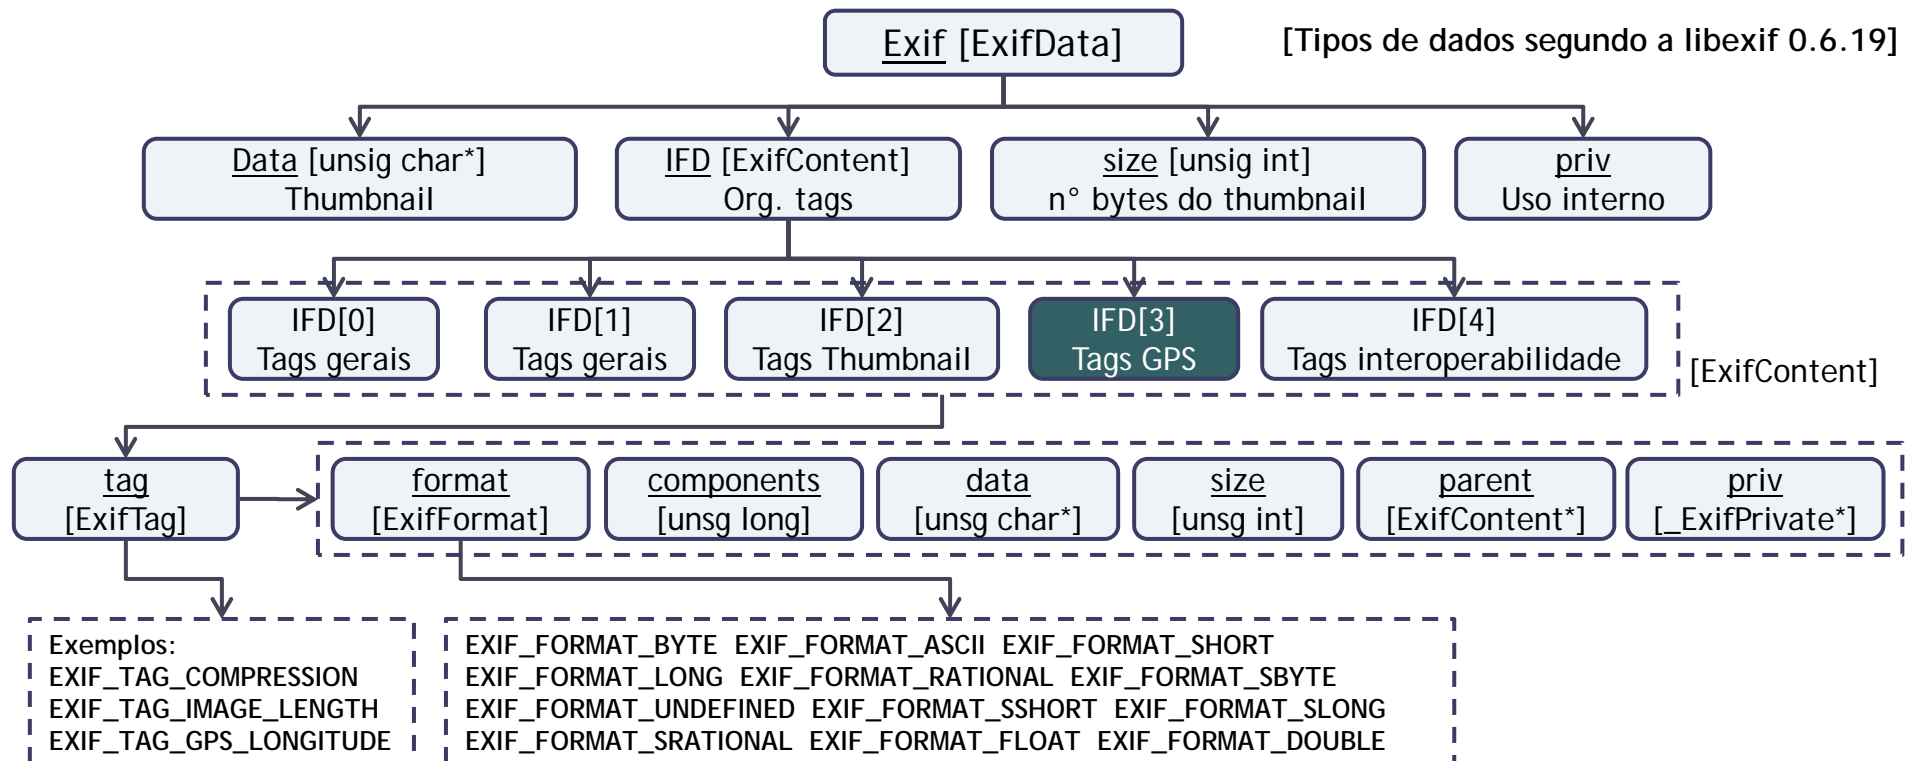 Exif [ExifData]
[Tipos de dados segundo a libexif 0.6.19]
Data [unsig char*]
Thumbnail
IFD [ExifContent]
Org. tags
size [unsig int]
n° bytes do thumbnail
priv
Uso interno
IFD[0]
Tags gerais
IFD[1]
Tags gerais
IFD[2]
Tags Thumbnail
IFD[3]
Tags GPS
IFD[4]
Tags interoperabilidade
[ExifContent]
tag
[ExifTag]
format
[ExifFormat]
components
[unsg long]
data
[unsg char*]
size
[unsg int]
parent
[ExifContent*]
priv
[_ExifPrivate*]
Exemplos:
EXIF_TAG_COMPRESSION
EXIF_TAG_IMAGE_LENGTH
EXIF_TAG_GPS_LONGITUDE
EXIF_FORMAT_BYTE EXIF_FORMAT_ASCII EXIF_FORMAT_SHORT
EXIF_FORMAT_LONG EXIF_FORMAT_RATIONAL EXIF_FORMAT_SBYTE
EXIF_FORMAT_UNDEFINED EXIF_FORMAT_SSHORT EXIF_FORMAT_SLONG
EXIF_FORMAT_SRATIONAL EXIF_FORMAT_FLOAT EXIF_FORMAT_DOUBLE